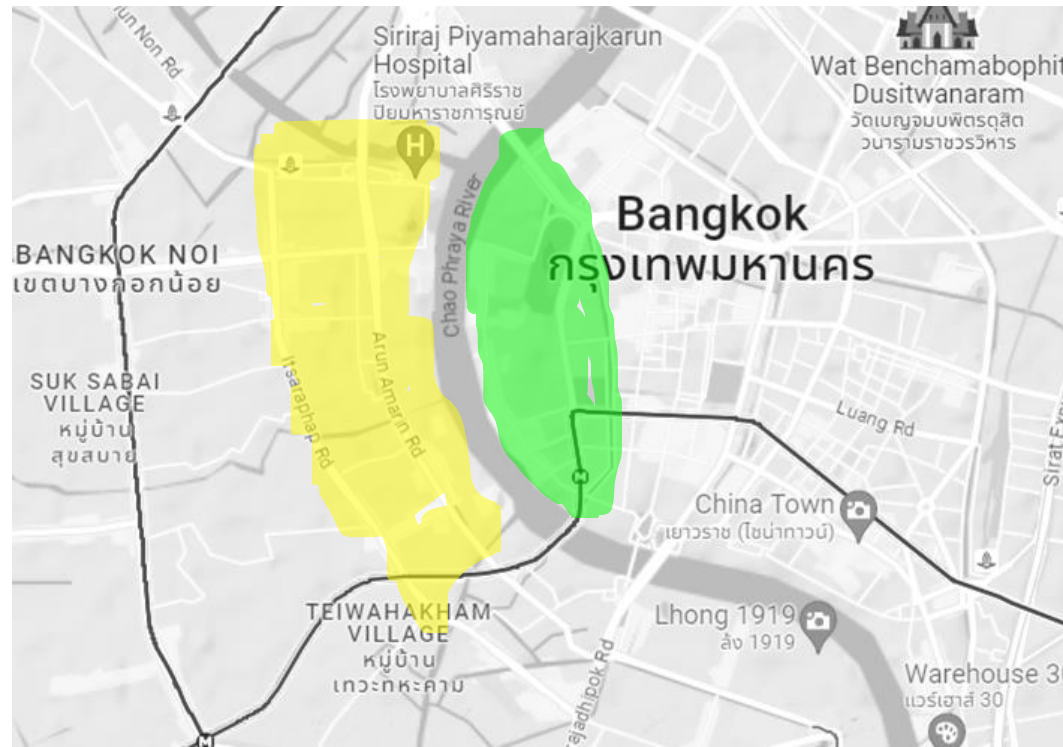 un Non Rd
Siriraj Piyamaharajkarun
Hospital
โรงพยาบาลศิริราช
ปิยมหาราชการุณย์
H
Wat Benchamabophit
Dusitwanaram
วัดเบญจมบพิตรดุสิต
วนารามราชวรวิหาร
Chao Phraya River
Bangkok
กรุงเทพมหานคร
BANGKOK NOI
เขตบางกอกน้อย
SUK SABAI
VILLAGE
หมู่บ้าน
สุขสบาย
Itsaraphap Rd
Arun Amarin Rd
Luang Rd
Sirat Ex
M
China Town
เยาวราช (ไชน่าทาวน์)
TEIWAHAKHAM
VILLAGE
หมู่บ้าน
เทวะทหะคาม
Lhong 1919
ล้ง 1919
rajadhipok Rd
Warehouse 30
แวร์เฮาส์ 30
M